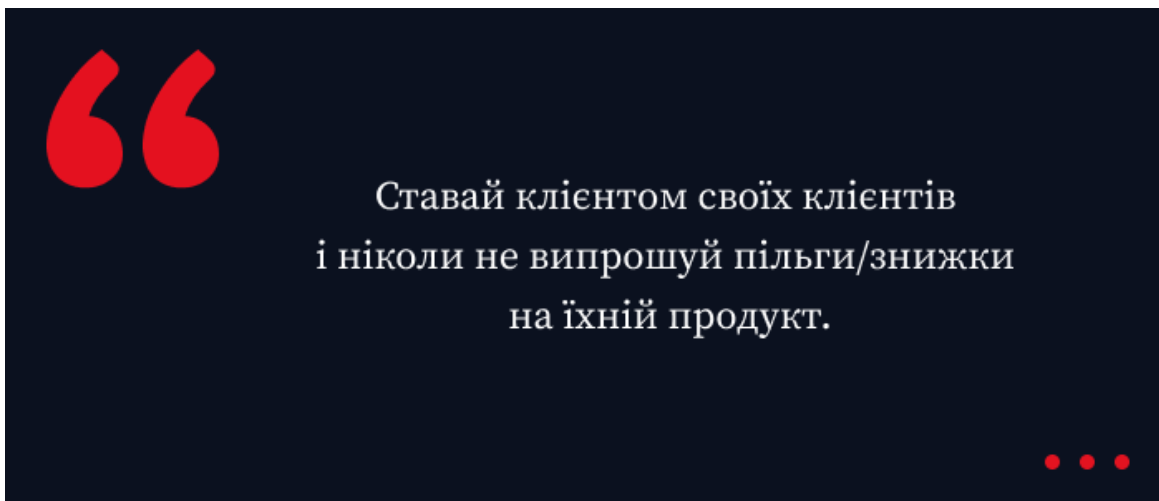 Ставай клієнтом своїх клієнтів
і ніколи не випрошуй пільги/знижки
на їхній продукт.